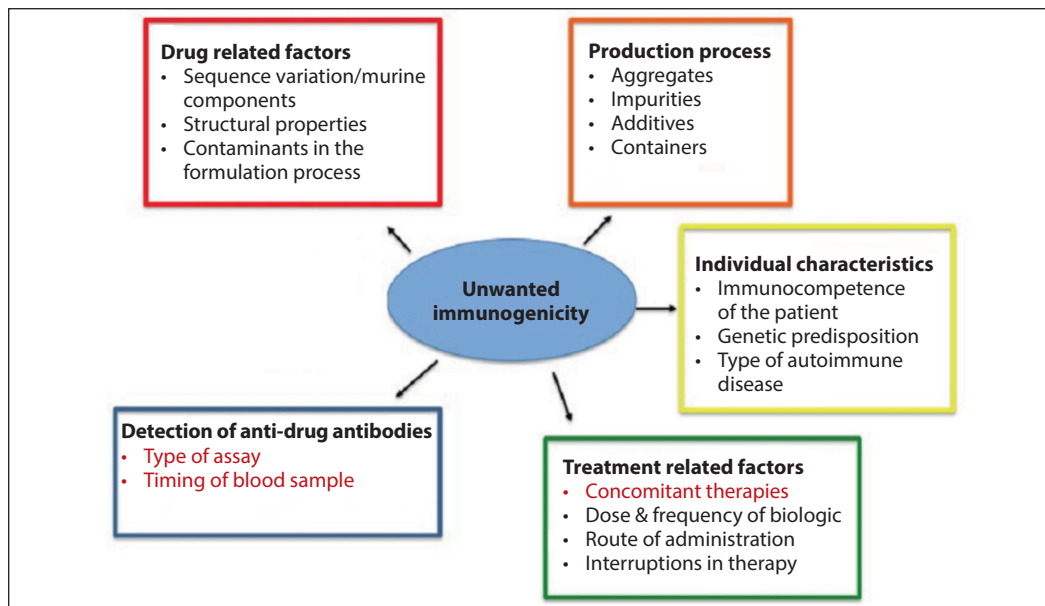 Drug related factors
• Sequence variation/murine
components
• Structural properties
• Contaminants in the
formulation process
Production process
• Aggregates
• Impurities
• Additives
• Containers
Unwanted
immunogenicity
Individual characteristics
• Immunocompetence
of the patient
• Genetic predisposition
• Type of autoimmune
disease
Detection of anti-drug antibodies
• Type of assay
• Timing of blood sample
Treatment related factors
• Concomitant therapies
• Dose & frequency of biologic
• Route of administration
• Interruptions in therapy